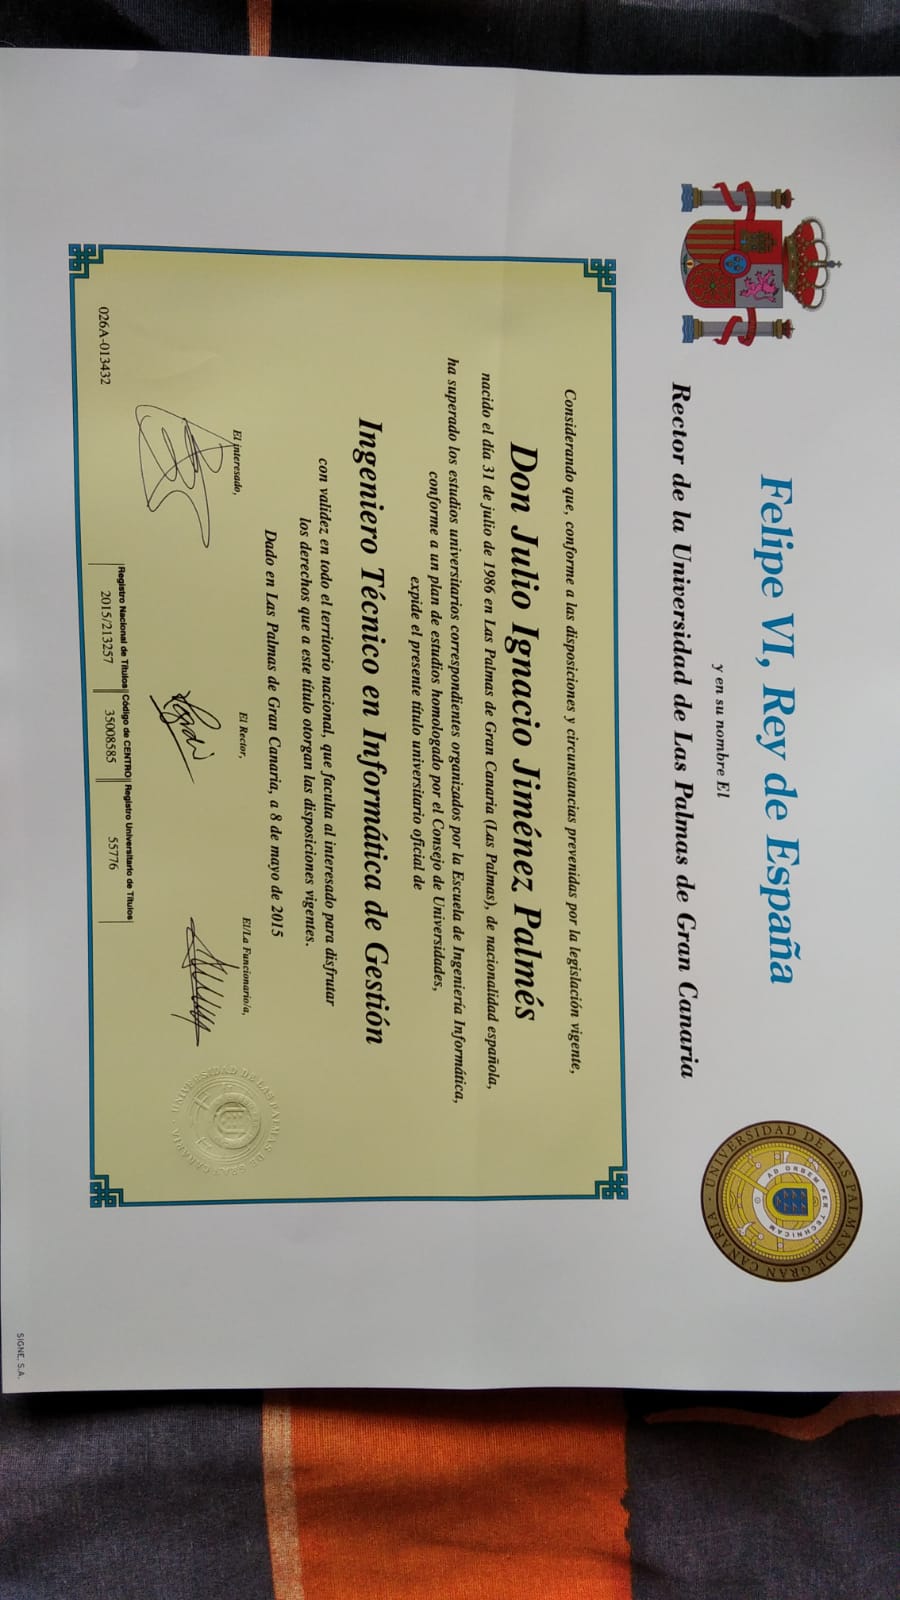 Felipe VI, Rey de España
y en su nombre El
Rector de la Universidad de Las Palmas de Gran Canaria
UNIVERSIDAD DE LAS PALMAS DE GRAN CANARIA
AD ORBEM PER TECHNICAM
Considerando que, conforme a las disposiciones y circunstancias prevenidas por la legislación vigente,
Don Julio Ignacio Jiménez Palmés
nacido el día 31 de julio de 1986 en Las Palmas de Gran Canaria (Las Palmas), de nacionalidad española,
ha superado los estudios universitarios correspondientes organizados por la Escuela de Ingeniería Informática,
conforme a un plan de estudios homologado por el Consejo de Universidades,
expide el presente título universitario oficial de
Ingeniero Técnico en Informática de Gestión
con validez en todo el territorio nacional, que faculta al interesado para disfrutar
los derechos que a este título otorgan las disposiciones vigentes.
Dado en Las Palmas de Gran Canaria, a 8 de mayo de 2015
El interesado, El Rector, El/La Funcionario/a,
Registro Nacional de Títulos Código de CENTRO Registro Universitario de Títulos
026A-013432 2015/213257 35008585 55776
SIGNE, S.A.